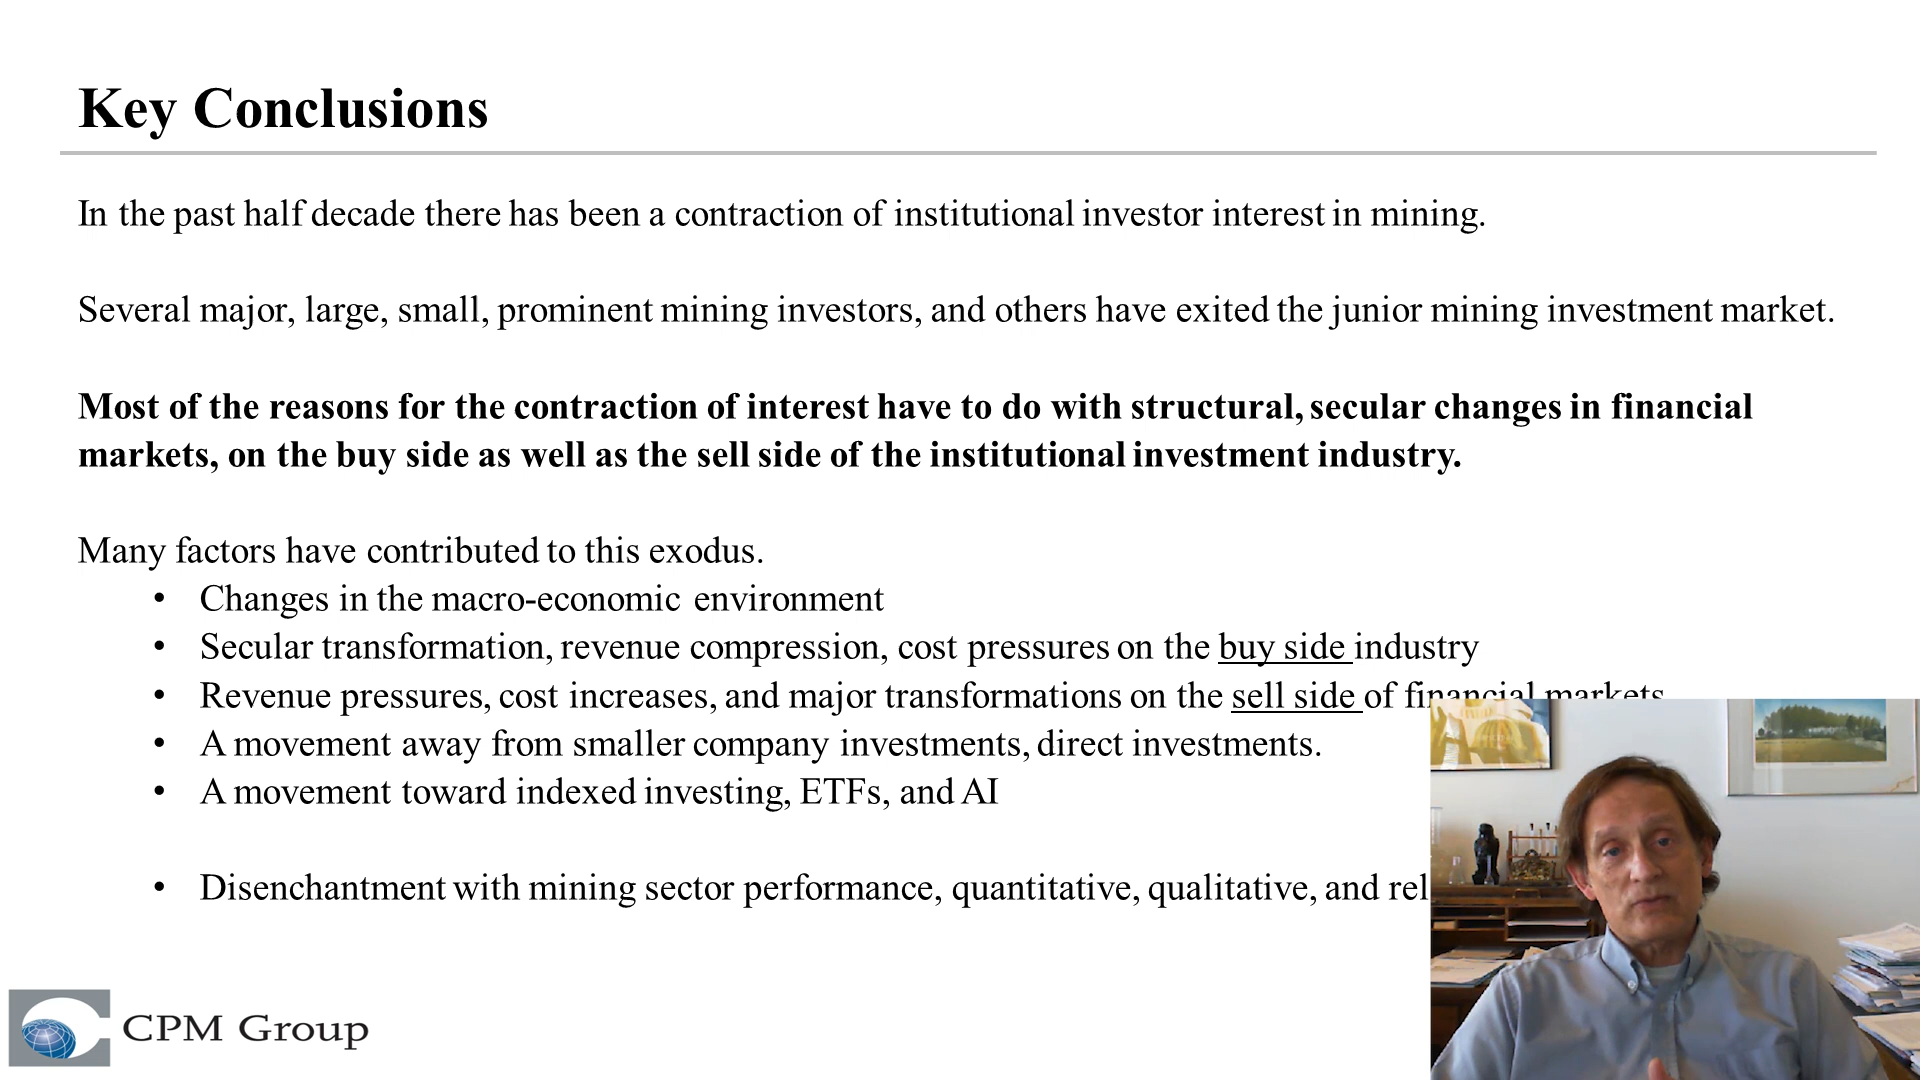 Key Conclusions
In the past half decade there has been a contraction of institutional investor interest in mining.
Several major, large, small, prominent mining investors, and others have exited the junior mining investment market.
Most of the reasons for the contraction of interest have to do with structural, secular changes in financial
markets, on the buy side as well as the sell side of the institutional investment industry.
Many factors have contributed to this exodus.
• Changes in the macro-economic environment
• Secular transformation, revenue compression, cost pressures on the buy side industry
• Revenue pressures, cost increases, and major transformations on the sell side of financial markets
• A movement away from smaller company investments, direct investments.
• A movement toward indexed investing, ETFs, and AI
• Disenchantment with mining sector performance, quantitative, qualitative, and
CPM Group